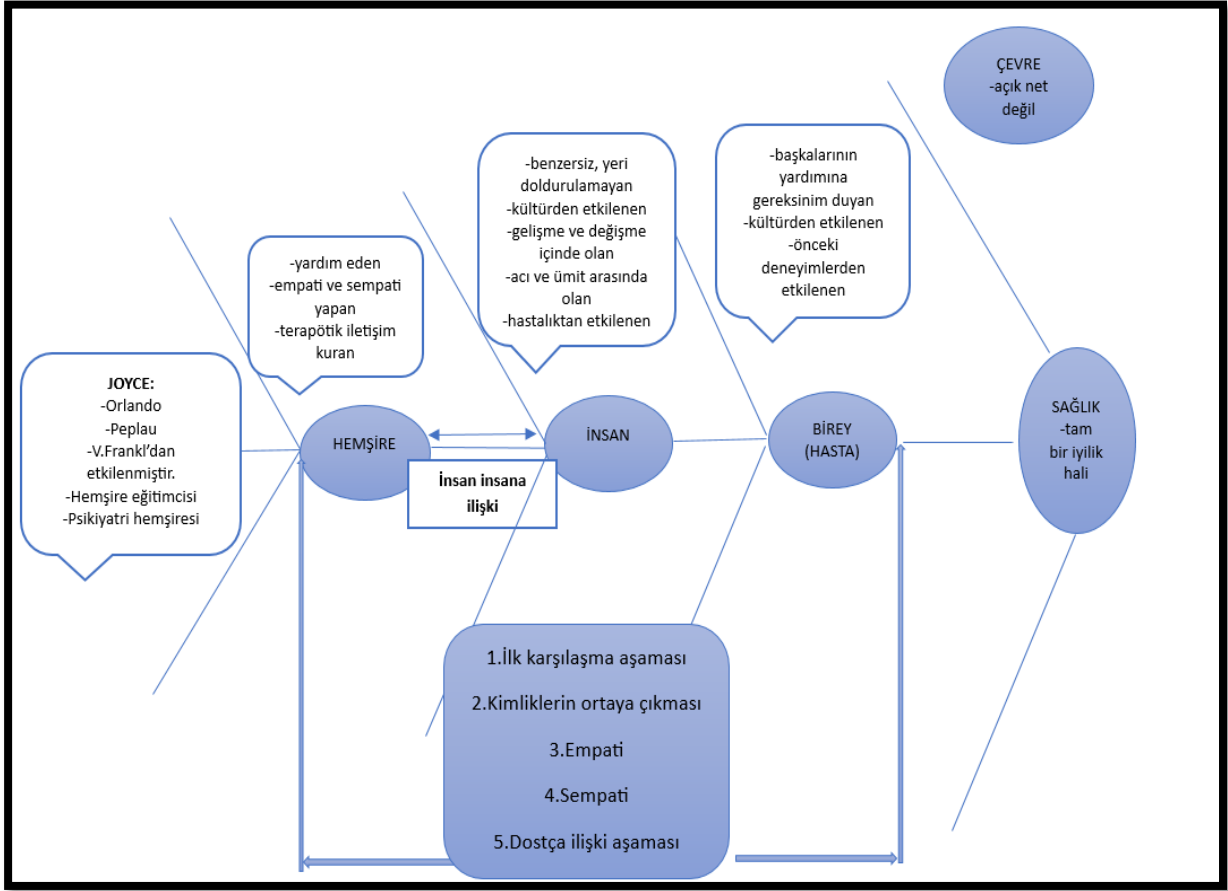 ÇEVRE
-açık net
değil
-benzersiz, yeri
doldurulamayan
-kültürden etkilenen
-gelişme ve değişme
içinde olan
-acı ve ümit arasında
olan
-hastalıktan etkilenen
-başkalarının
yardımına
gereksinim duyan
-kültürden etkilenen
-önceki
deneyimlerden
etkilenen
-yardım eden
-empati ve sempati
yapan
-terapötik iletişim
kuran
JOYCE:
-Orlando
-Peplau
-V.Frankl’dan
etkilenmiştir.
-Hemşire eğitimcisi
-Psikiyatri hemşiresi
HEMŞİRE
İnsan insana
ilişki
İNSAN
BİREY
(HASTA)
SAĞLIK
-tam
bir iyilik
hali
1.İlk karşılaşma aşaması
2.Kimliklerin ortaya çıkması
3.Empati
4.Sempati
5.Dostça ilişki aşaması